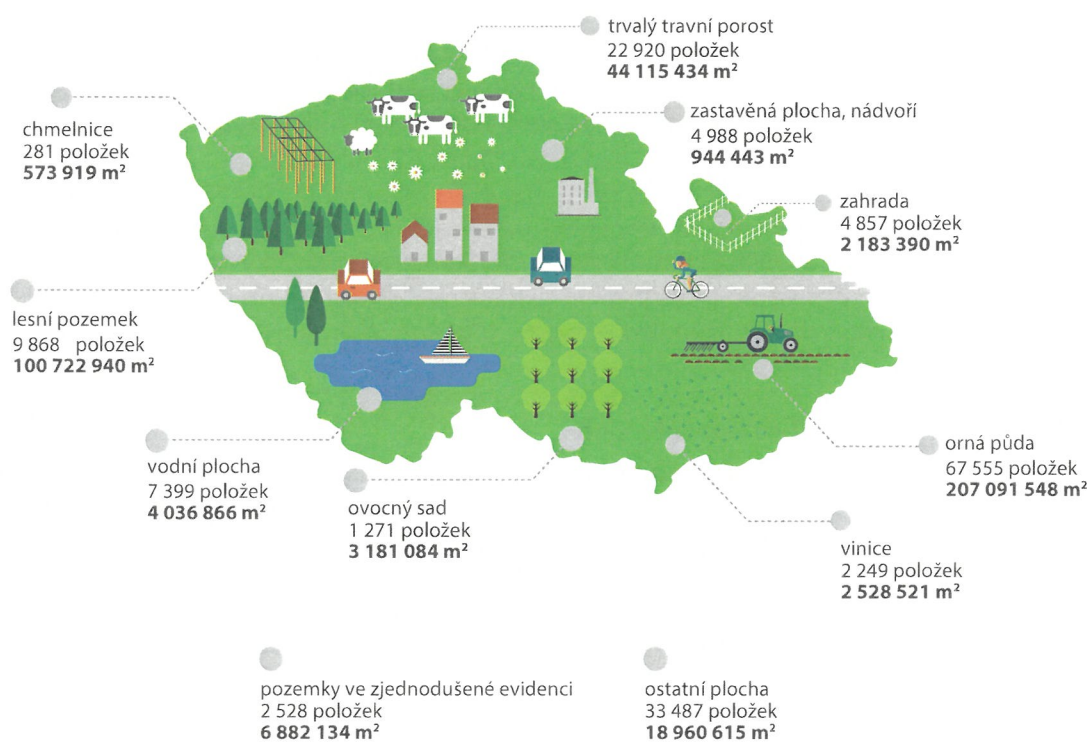 trvalý travní porost
22 920 položek
44 115 434 m²
zastavěná plocha, nádvoří
4 988 položek
944 443 m²
chmelnice
281 položek
573 919 m²
zahrada
4 857 položek
2 183 390 m²
lesní pozemek
9 868 položek
100 722 940 m²
vodní plocha
7 399 položek
4 036 866 m²
ovocný sad
1 271 položek
3 181 084 m²
orná půda
67 555 položek
207 091 548 m²
vinice
2 249 položek
2 528 521 m²
pozemky ve zjednodušené evidenci
2 528 položek
6 882 134 m²
ostatní plocha
33 487 položek
18 960 615 m²